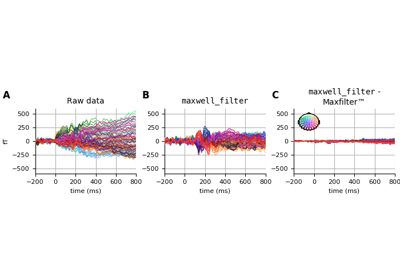 A
Raw data
B
maxwell_filter
C
maxwell_filter -
Maxfilter™
fT
500
250
0
−250
−500
−200 0 200 400 600 800
time (ms)
500
250
0
−250
−500
−200 0 200 400 600 800
time (ms)
500
250
0
−250
−500
−200 0 200 400 600 800
time (ms)